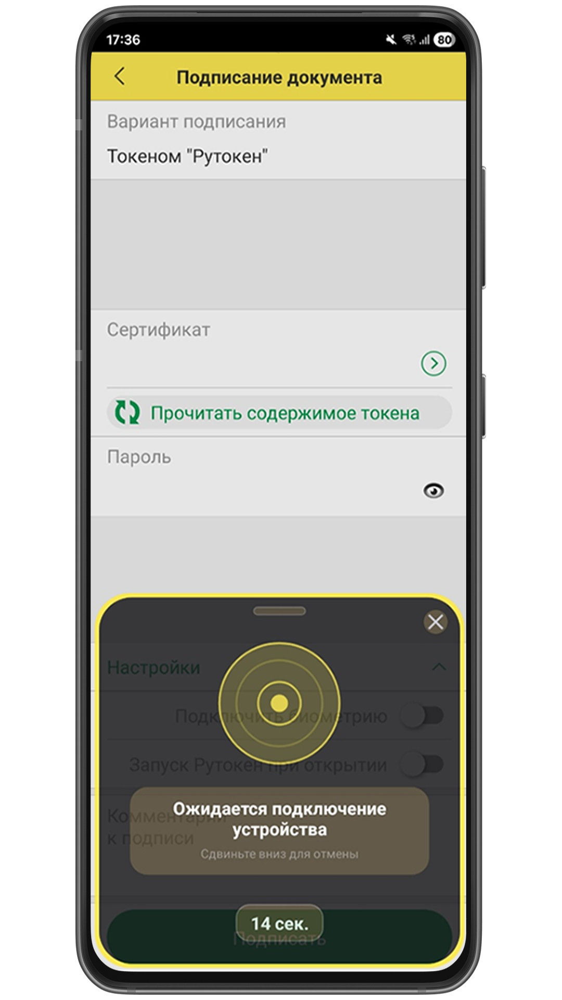 17:36
80
Подписание документа
Вариант подписания
Токеном "Рутокен"
Сертификат
Прочитать содержимое токена
Пароль
Настройки
Подключить биометрию
Запуск Рутокен при открытии
Комментарий
к подписи
Ожидается подключение
устройства
Сдвиньте вниз для отмены
14 сек.
Подписать